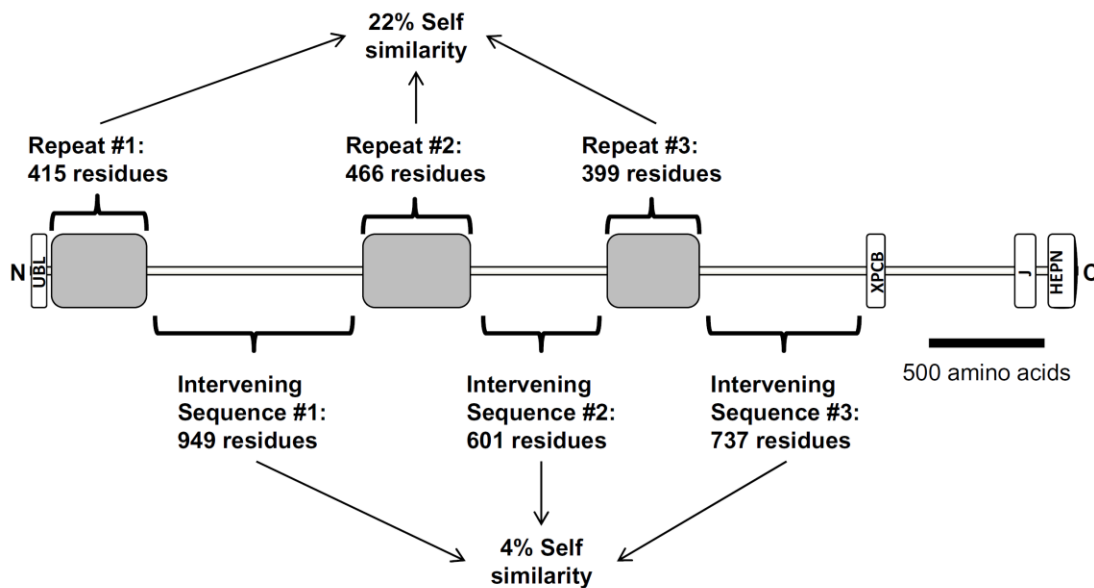 22% Self
similarity
Repeat #1:
415 residues
Repeat #2:
466 residues
Repeat #3:
399 residues
N
UBL
XPCB
J
HEPN
C
500 amino acids
Intervening
Sequence #1:
949 residues
Intervening
Sequence #2:
601 residues
Intervening
Sequence #3:
737 residues
4% Self
similarity